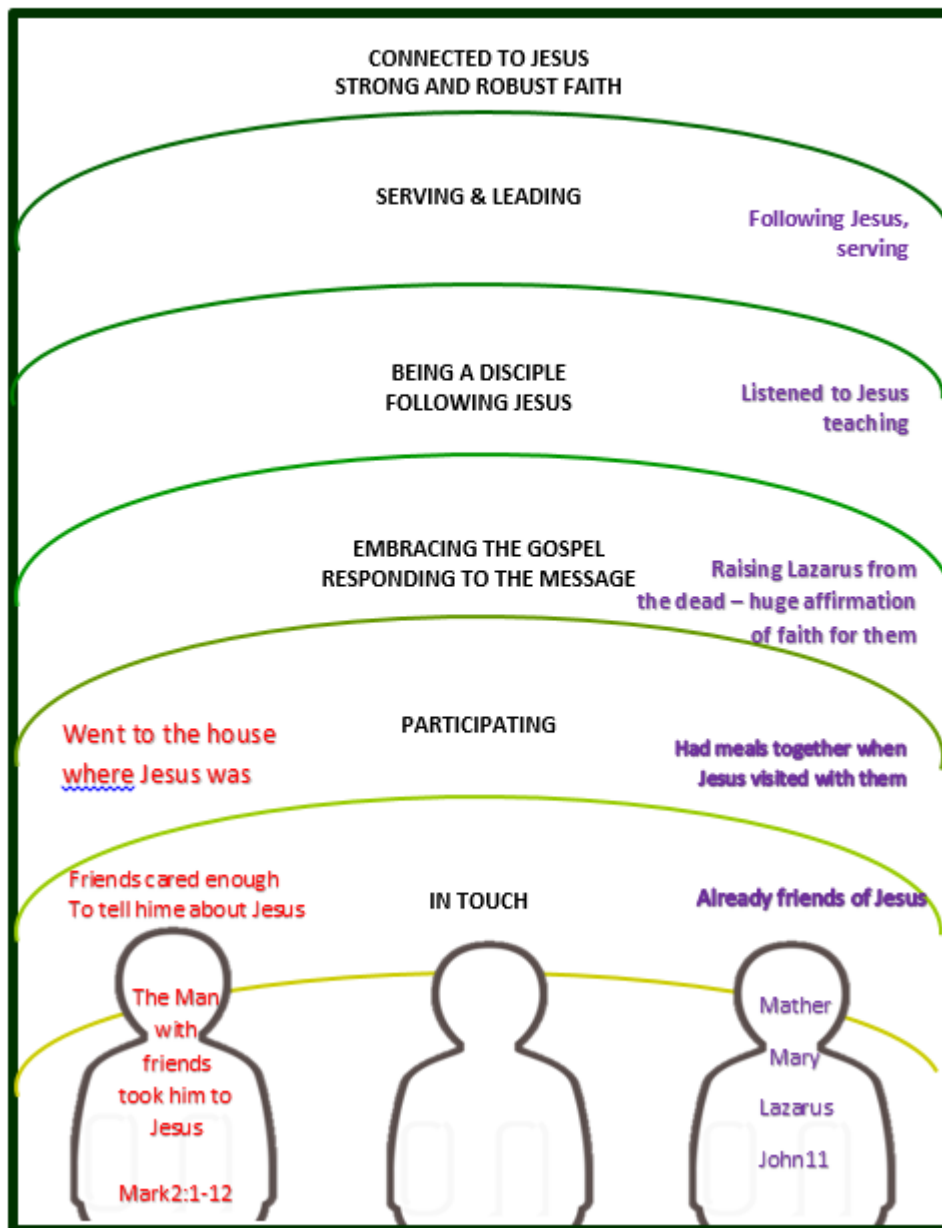 CONNECTED TO JESUS
STRONG AND ROBUST FAITH
SERVING & LEADING
Following Jesus,
serving
BEING A DISCIPLE
FOLLOWING JESUS
Listened to Jesus
teaching
EMBRACING THE GOSPEL
RESPONDING TO THE MESSAGE
Raising Lazarus from
the dead – huge affirmation
of faith for them
Went to the house
where Jesus was
PARTICIPATING
Had meals together when
Jesus visited with them
Friends cared enough
To tell hime about Jesus
IN TOUCH
Already friends of Jesus
The Man
with
friends
took him to
Jesus
Mark2:1-12
Mather
Mary
Lazarus
John11